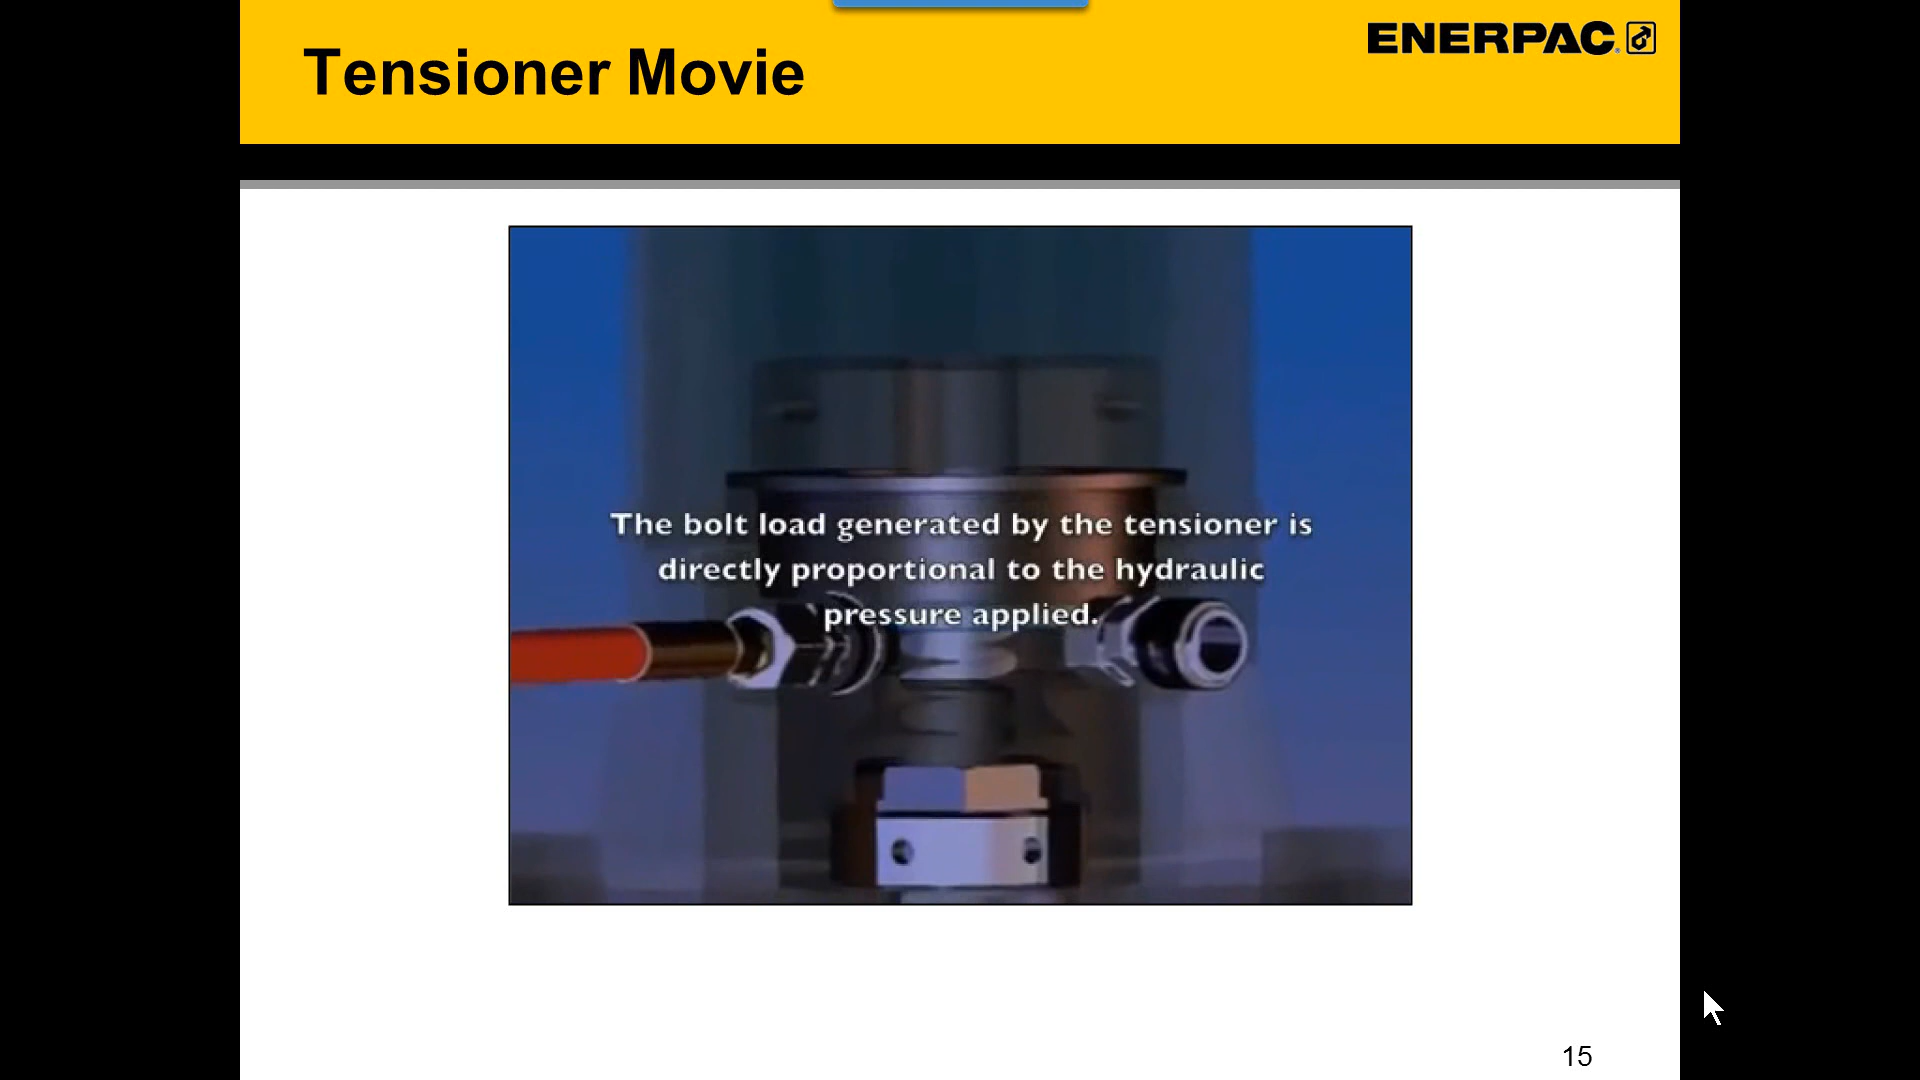 Tensioner Movie
ENERPAC
The bolt load generated by the tensioner is
directly proportional to the hydraulic
pressure applied.
15